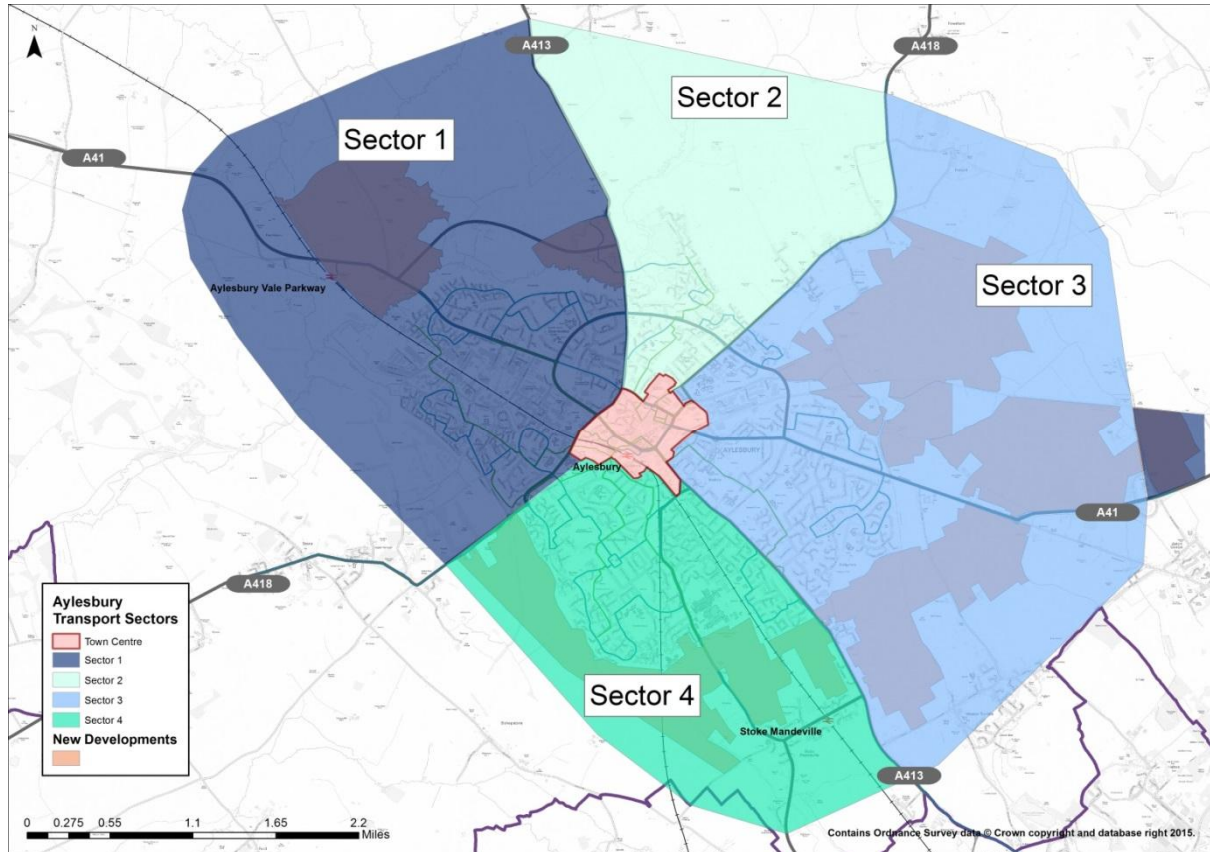 N
A413
A418
Sector 2
Sector 1
A41
Sector 3
Aylesbury Vale Parkway
AYLESBURY
Aylesbury
A41
A418
Aylesbury
Transport Sectors
Town Centre
Sector 1
Sector 2
Sector 3
Sector 4
New Developments
Sector 4
Stoke Mandeville
A413
0 0.275 0.55 1.1 1.65 2.2
Miles
Contains Ordnance Survey data © Crown copyright and database right 2015.